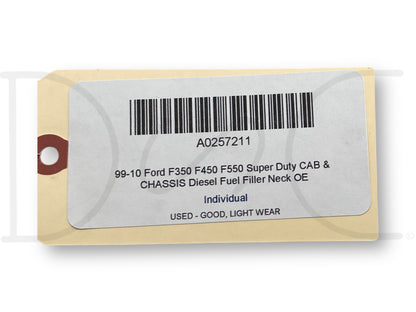 A0257211
99-10 Ford F350 F450 F550 Super Duty CAB &
CHASSIS Diesel Fuel Filler Neck OE
Individual
USED - GOOD, LIGHT WEAR